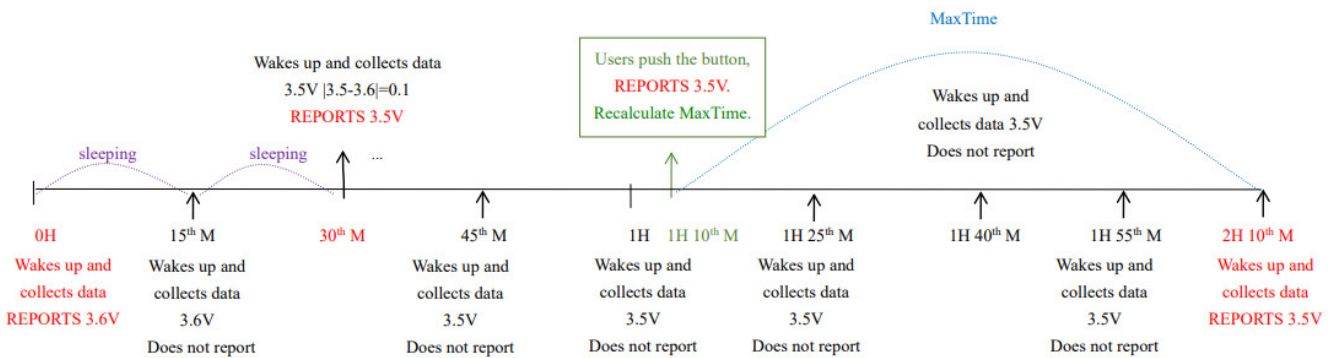 MaxTime
Wakes up and collects data
3.5V |3.5-3.6|=0.1
REPORTS 3.5V
Users push the button,
REPORTS 3.5V.
Recalculate MaxTime.
Wakes up and
collects data 3.5V
Does not report
sleeping
sleeping
...
0H
Wakes up and
collects data
REPORTS 3.6V
15th M
Wakes up and
collects data
3.6V
Does not report
30th M
45th M
Wakes up and
collects data
3.5V
Does not report
1H
Wakes up and
collects data
3.5V
Does not report
1H 10th M
1H 25th M
Wakes up and
collects data
3.5V
Does not report
1H 40th M
1H 55th M
Wakes up and
collects data
3.5V
Does not report
2H 10th M
Wakes up and
collects data
REPORTS 3.5V